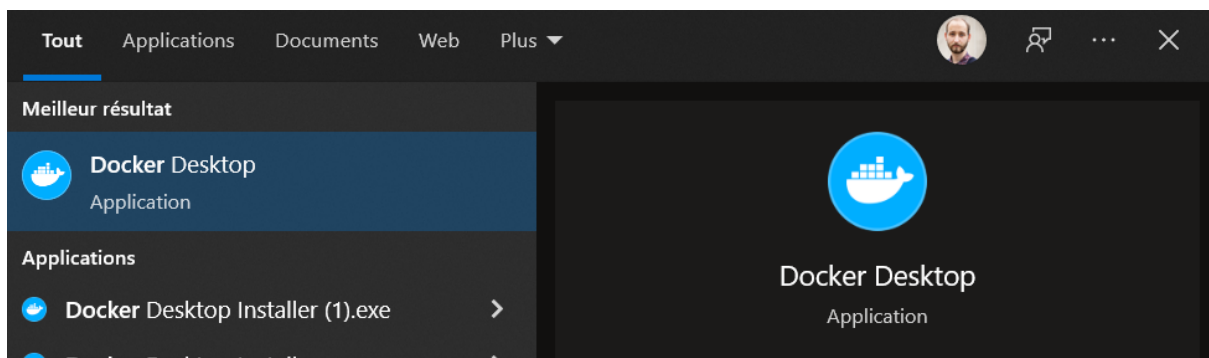 Tout Applications Documents Web Plus
Meilleur résultat
Docker Desktop
Application
Applications
Docker Desktop Installer (1).exe
Docker Desktop
Application